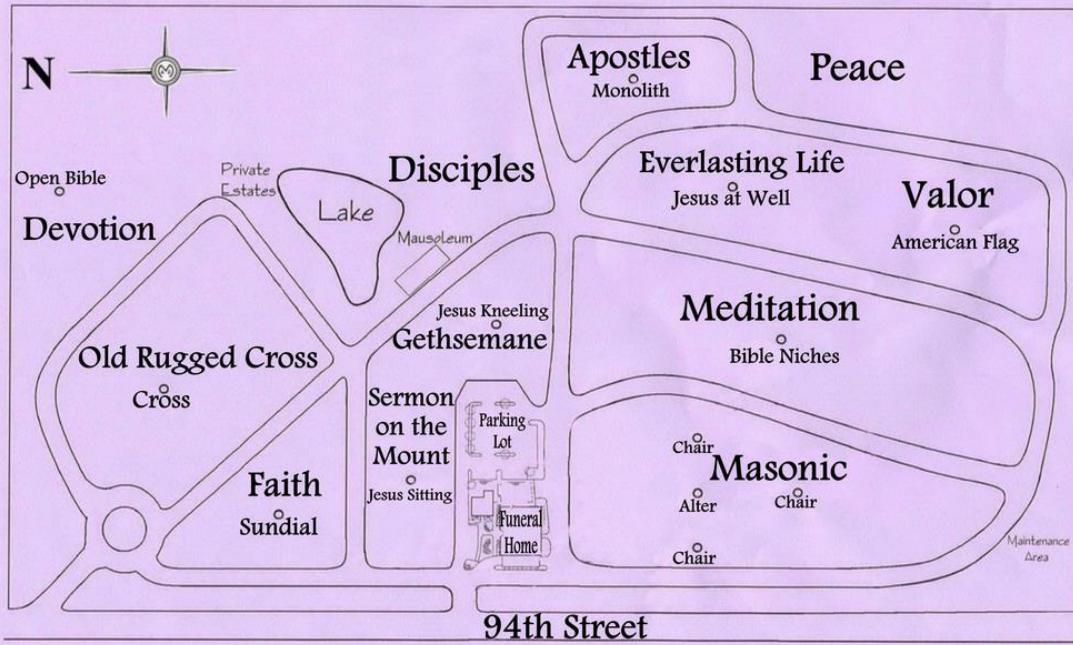 N
M
Apostles
Monolith
Peace
Everlasting Life
Jesus at Well
Valor
American Flag
Disciples
Private
Estates
Lake
Mausoleum
Open Bible
Devotion
Jesus Kneeling
Gethsemane
Meditation
Bible Niches
Old Rugged Cross
Cross
Sermon
on the
Mount
Jesus Sitting
Parking
Lot
Funeral
Home
Faith
Sundial
Chair
Masonic
Alter
Chair
Chair
Maintenance
Area
94th Street